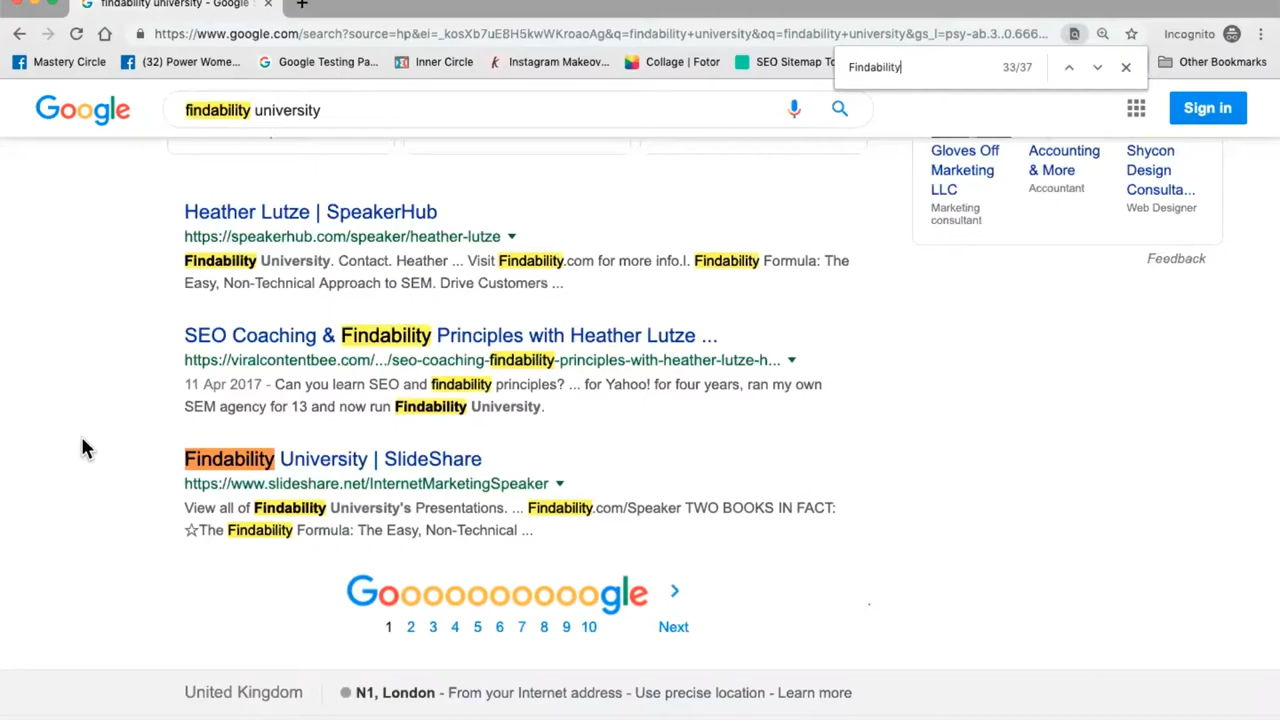 findability university - Google
https://www.google.com/search?source=hp&ei=_kosXb7uE8H5kwWKroaoAg&q=findability+university&oq=findability+university&gs_l=psy-ab.3..0.666...
Incognito
Mastery Circle
(32) Power Wome...
Google Testing Pa...
Inner Circle
Instagram Makeov...
Collage | Fotor
SEO Sitemap To
Findability
33/37
Other Bookmarks
Google
findability university
Sign in
Gloves Off
Marketing
LLC
Marketing
consultant
Accounting
& More
Accountant
Shycon
Design
Consulta...
Web Designer
Feedback
Heather Lutze | SpeakerHub
https://speakerhub.com/speaker/heather-lutze
Findability University. Contact. Heather ... Visit Findability.com for more info.l. Findability Formula: The
Easy, Non-Technical Approach to SEM. Drive Customers ...
SEO Coaching & Findability Principles with Heather Lutze ...
https://viralcontentbee.com/.../seo-coaching-findability-principles-with-heather-lutze-h...
11 Apr 2017 - Can you learn SEO and findability principles? ... for Yahoo! for four years, ran my own
SEM agency for 13 and now run Findability University.
Findability University | SlideShare
https://www.slideshare.net/InternetMarketingSpeaker
View all of Findability University's Presentations. ... Findability.com/Speaker TWO BOOKS IN FACT:
☆The Findability Formula: The Easy, Non-Technical ...
Goooooooooogle
1 2 3 4 5 6 7 8 9 10 Next
United Kingdom
N1, London - From your Internet address - Use precise location - Learn more